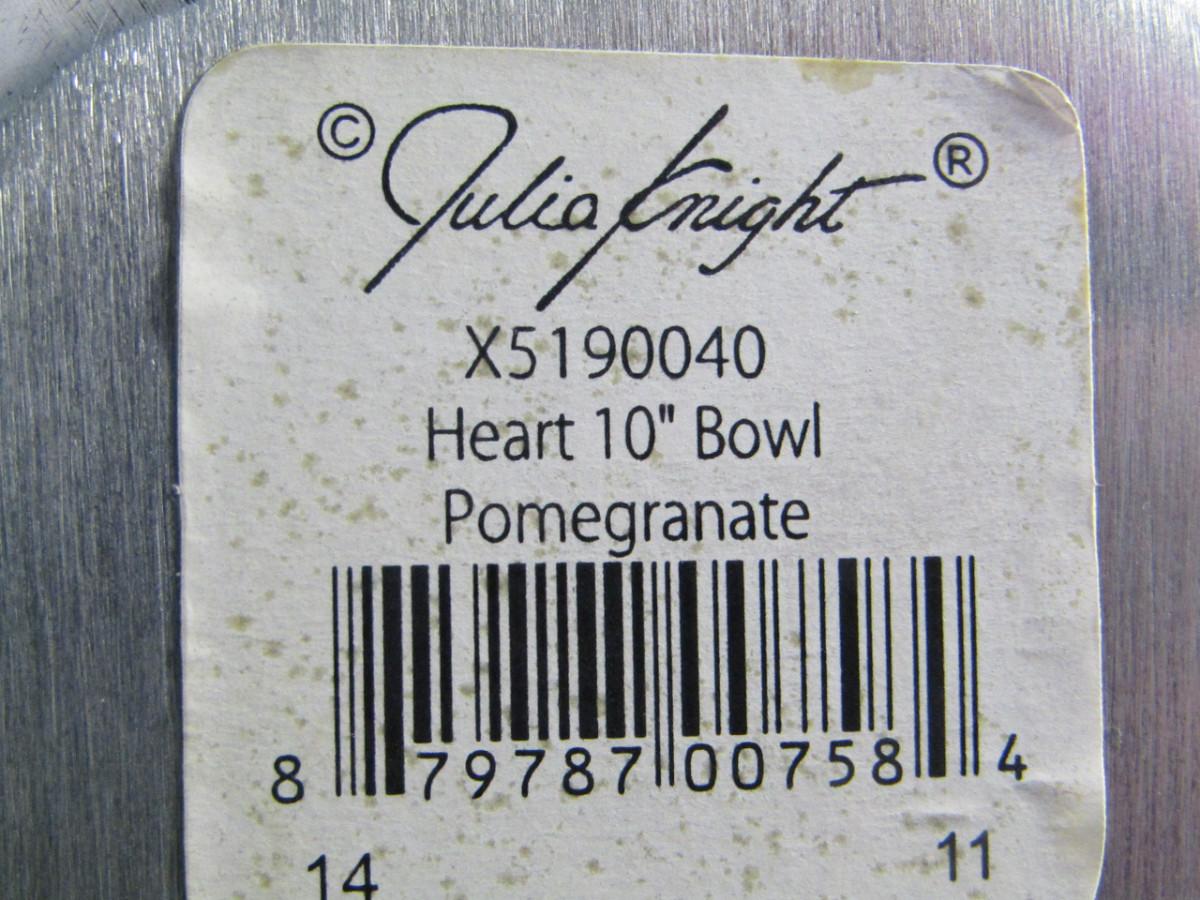 © Julia Knight ®
X5190040
Heart 10" Bowl
Pomegranate
8 79787 00758 4
14 11